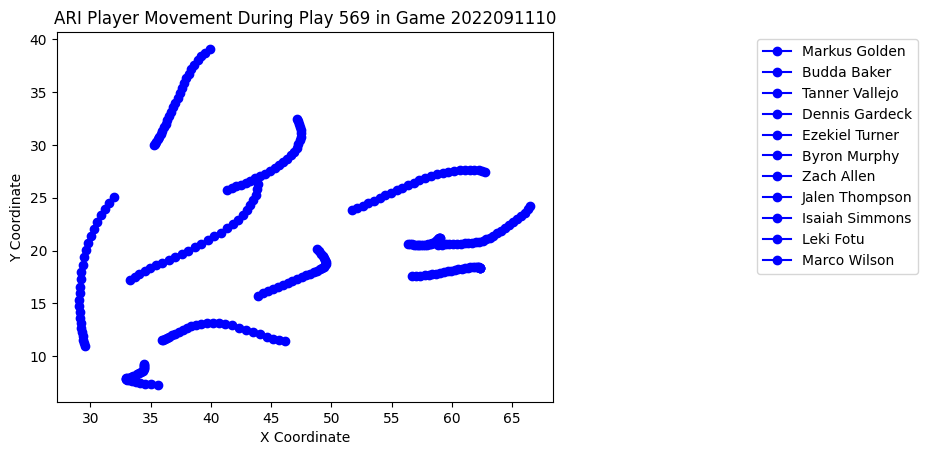 ARI Player Movement During Play 569 in Game 2022091110
40
35
30
25
20
15
10
Y Coordinate
30 35 40 45 50 55 60 65
X Coordinate
Markus Golden
Budda Baker
Tanner Vallejo
Dennis Gardeck
Ezekiel Turner
Byron Murphy
Zach Allen
Jalen Thompson
Isaiah Simmons
Leki Fotu
Marco Wilson